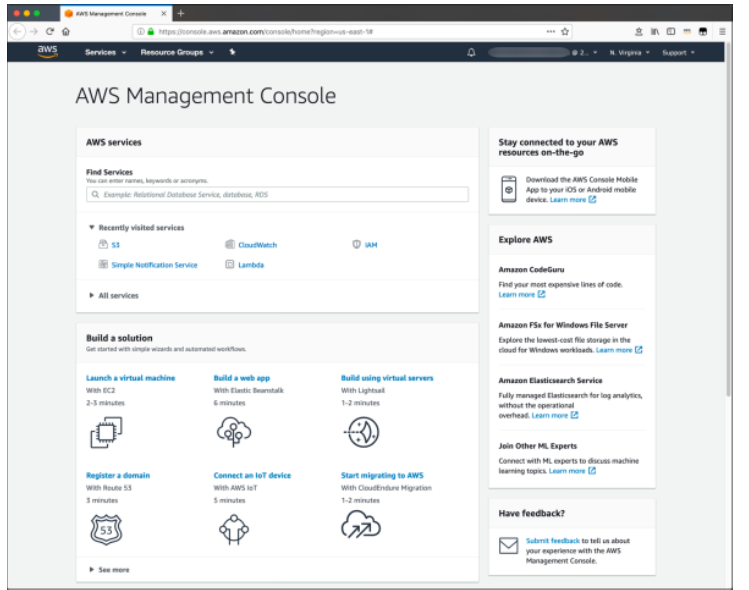 AWS Management Console
https://console.aws.amazon.com/console/home?region=us-east-1#
aws
Services
Resource Groups
@ 2...
N. Virginia
Support
AWS Management Console
AWS services
Find Services
You can enter names, keywords or acronyms.
Example: Relational Database Service, database, RDS
Recently visited services
S3
CloudWatch
IAM
Simple Notification Service
Lambda
All services
Build a solution
Get started with simple wizards and automated workflows.
Launch a virtual machine
With EC2
2-3 minutes
Build a web app
With Elastic Beanstalk
6 minutes
Build using virtual servers
With Lightsail
1-2 minutes
Register a domain
With Route 53
3 minutes
53
Connect an IoT device
With AWS IoT
5 minutes
Start migrating to AWS
With CloudEndure Migration
1-2 minutes
See more
Stay connected to your AWS
resources on-the-go
Download the AWS Console Mobile
App to your iOS or Android mobile
device. Learn more
Explore AWS
Amazon CodeGuru
Find your most expensive lines of code.
Learn more
Amazon FSx for Windows File Server
Explore the lowest-cost file storage in the
cloud for Windows workloads. Learn more
Amazon Elasticsearch Service
Fully managed Elasticsearch for log analytics,
without the operational
overhead. Learn more
Join Other ML Experts
Connect with ML experts to discuss machine
learning topics. Learn more
Have feedback?
Submit feedback to tell us about
your experience with the AWS
Management Console.